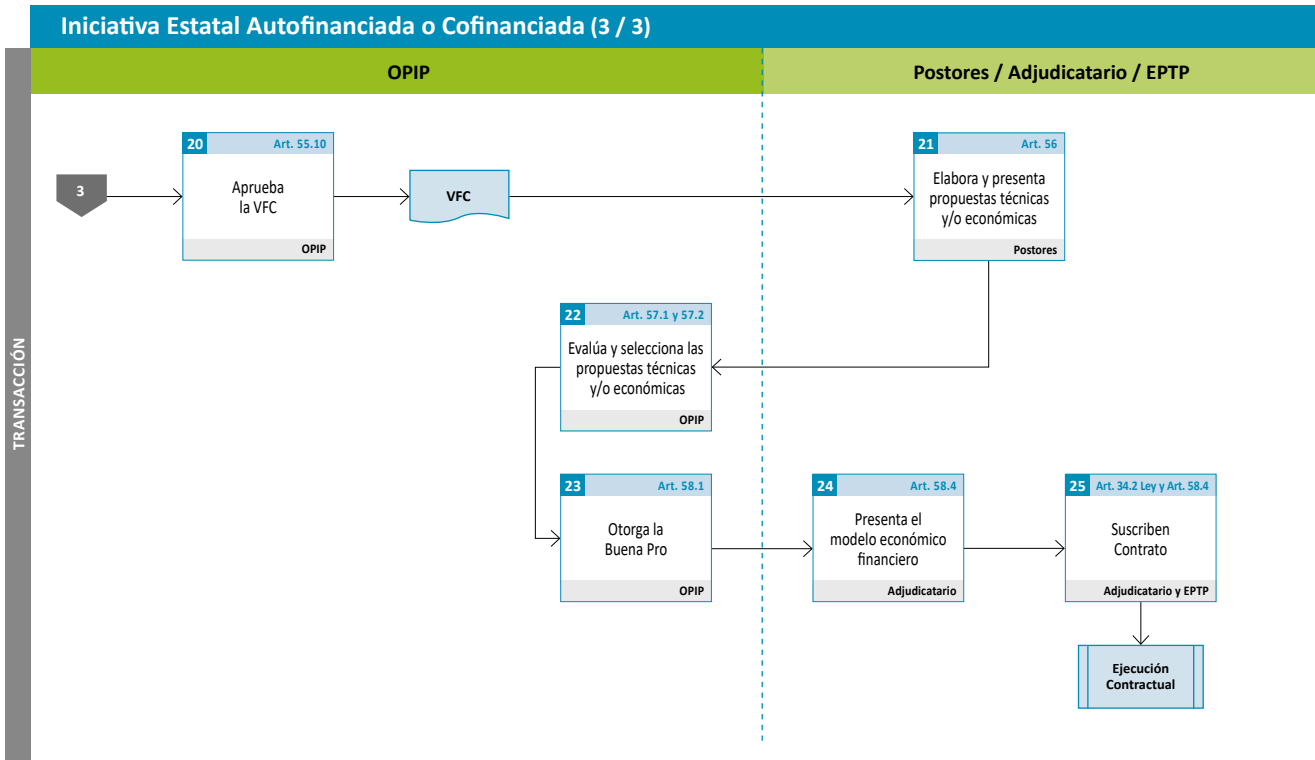 Iniciativa Estatal Autofinanciada o Cofinanciada (3 / 3)
OPIP
Postores / Adjudicatario / EPTP
TRANSACCIÓN
3
20
Art. 55.10
Aprueba
la VFC
OPIP
VFC
21
Art. 56
Elabora y presenta
propuestas técnicas
y/o económicas
Postores
22
Art. 57.1 y 57.2
Evalúa y selecciona las
propuestas técnicas
y/o económicas
OPIP
23
Art. 58.1
Otorga la
Buena Pro
OPIP
24
Art. 58.4
Presenta el
modelo económico
financiero
Adjudicatario
25
Art. 34.2 Ley y Art. 58.4
Suscriben
Contrato
Adjudicatario y EPTP
Ejecución
Contractual